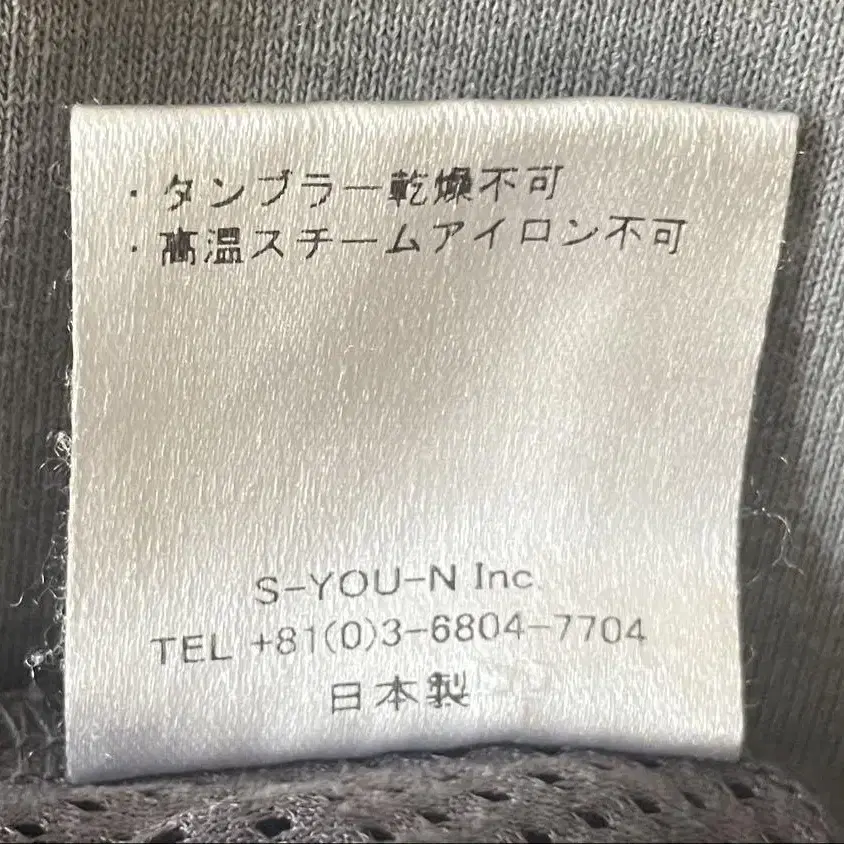 ・タンブラー乾燥不可
・高温スチームアイロン不可
S-YOU-N Inc.
TEL +81(0)3-6804-7704
日本製